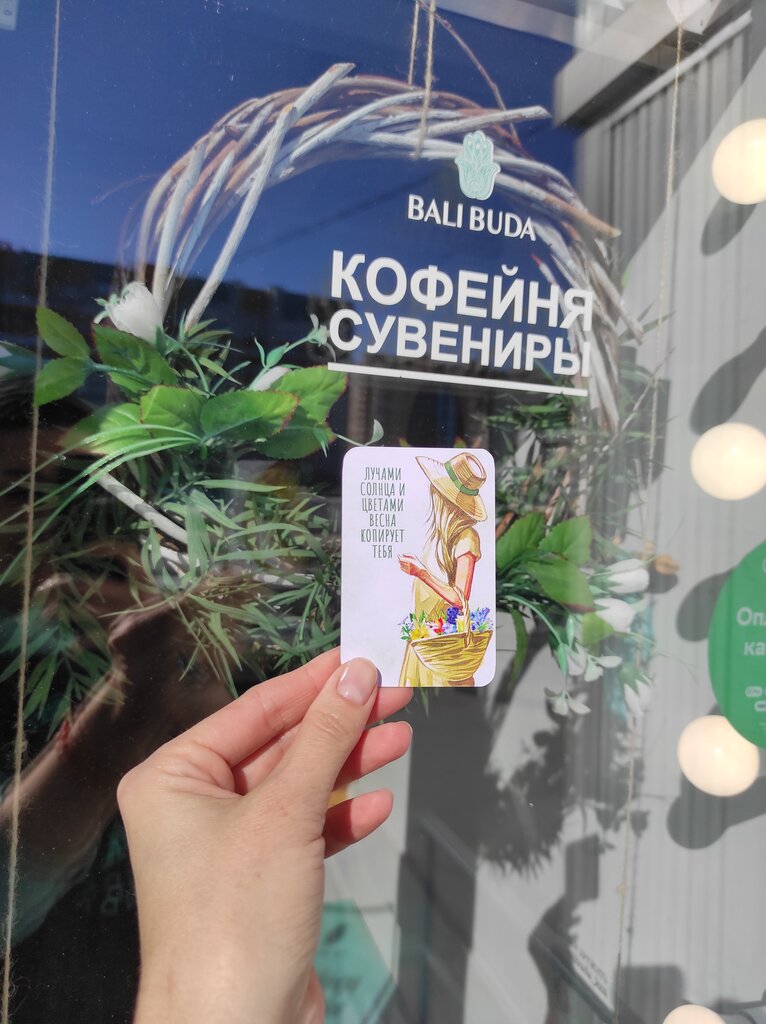 BALI BUDA
КОФЕЙНЯ
СУВЕНИРЫ
ЛУЧАМИ
СОЛНЦА И
ЦВЕТАМИ
ВЕСНА
КОПИРУЕТ
ТЕБЯ